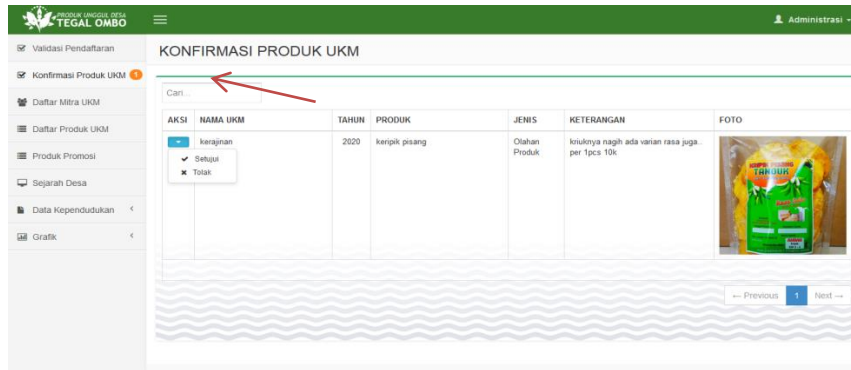 PRODUK UNGGUL DESA
TEGAL OMBO
Administrasi
Validasi Pendaftaran
Konfirmasi Produk UKM 1
Daftar Mitra UKM
Daftar Produk UKM
Produk Promosi
Sejarah Desa
Data Kependudukan
Grafik
KONFIRMASI PRODUK UKM
Cari...
AKSI NAMA UKM TAHUN PRODUK JENIS KETERANGAN FOTO
kerajinan 2020 keripik pisang Olahan kriuknya nagih ada varian rasa juga..
Produk per 1pcs 10k
Setujui
Tolak
KERIPIK PISANG
TANDUK
← Previous 1 Next →